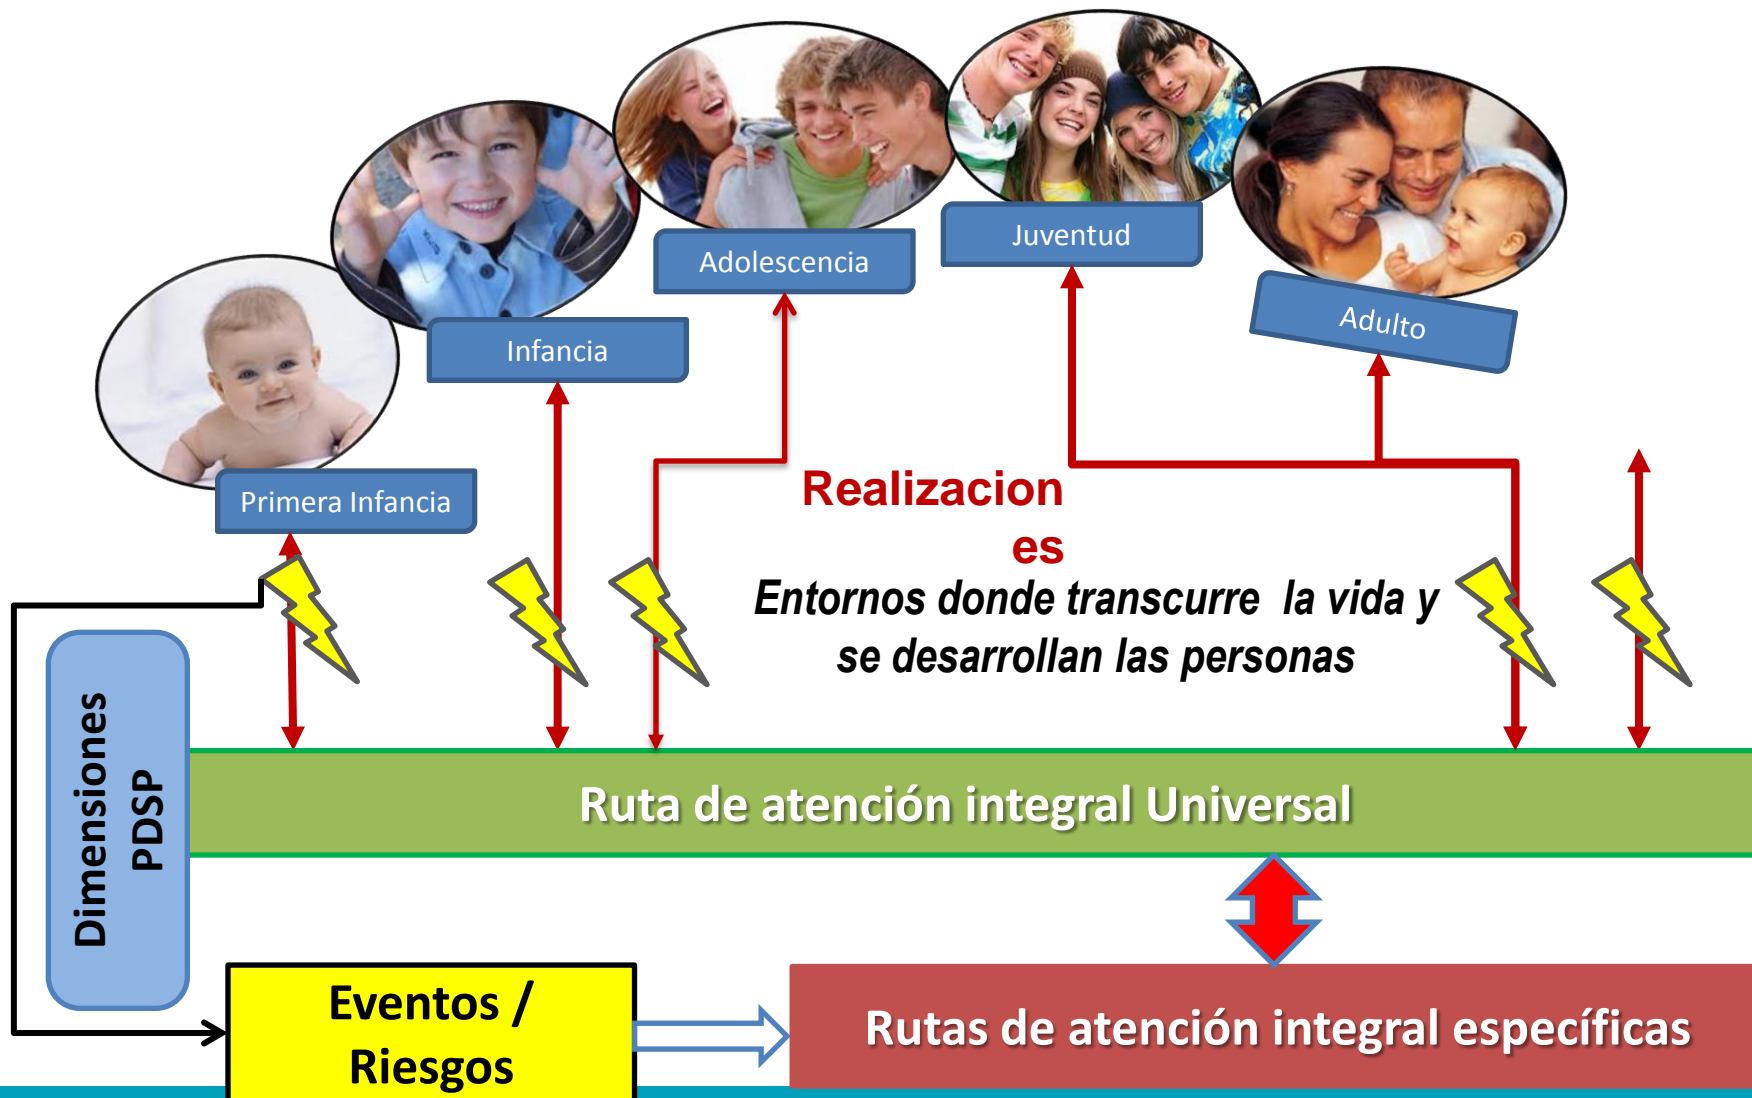 Juventud
Adolescencia
Adulto
Infancia
Primera Infancia
Realizacion
es
Entornos donde transcurre  la vida y
se desarrollan las personas
Dimensiones
PDSP
Ruta de atención integral Universal
Eventos /
Riesgos
Rutas de atención integral específicas